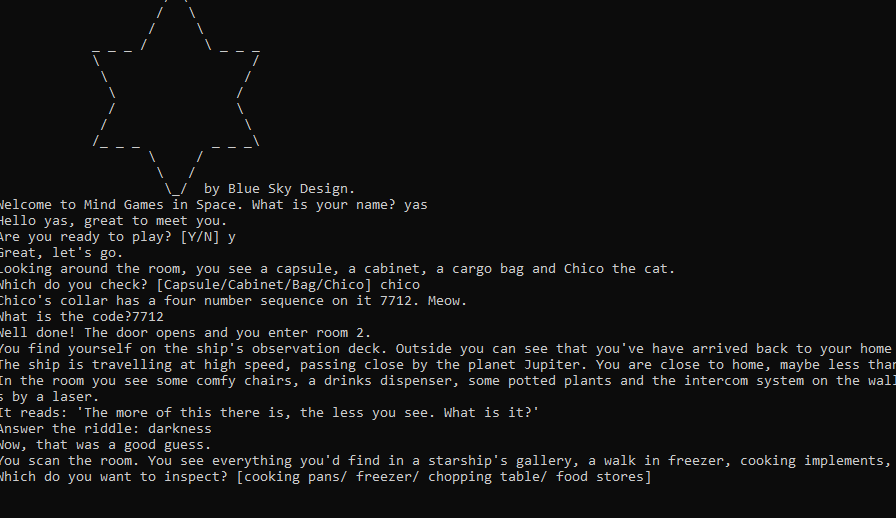 by Blue Sky Design.
Welcome to Mind Games in Space. What is your name? yas
Hello yas, great to meet you.
Are you ready to play? [Y/N] y
Great, let's go.
Looking around the room, you see a capsule, a cabinet, a cargo bag and Chico the cat.
Which do you check? [Capsule/Cabinet/Bag/Chico] chico
Chico's collar has a four number sequence on it 7712. Meow.
What is the code?7712
Well done! The door opens and you enter room 2.
You find yourself on the ship's observation deck. Outside you can see that you've have arrived back to your home
The ship is travelling at high speed, passing close by the planet Jupiter. You are close to home, maybe less than
In the room you see some comfy chairs, a drinks dispenser, some potted plants and the intercom system on the wall
s by a laser.
It reads: 'The more of this there is, the less you see. What is it?'
Answer the riddle: darkness
Wow, that was a good guess.
You scan the room. You see everything you'd find in a starship's gallery, a walk in freezer, cooking implements,
Which do you want to inspect? [cooking pans/ freezer/ chopping table/ food stores]